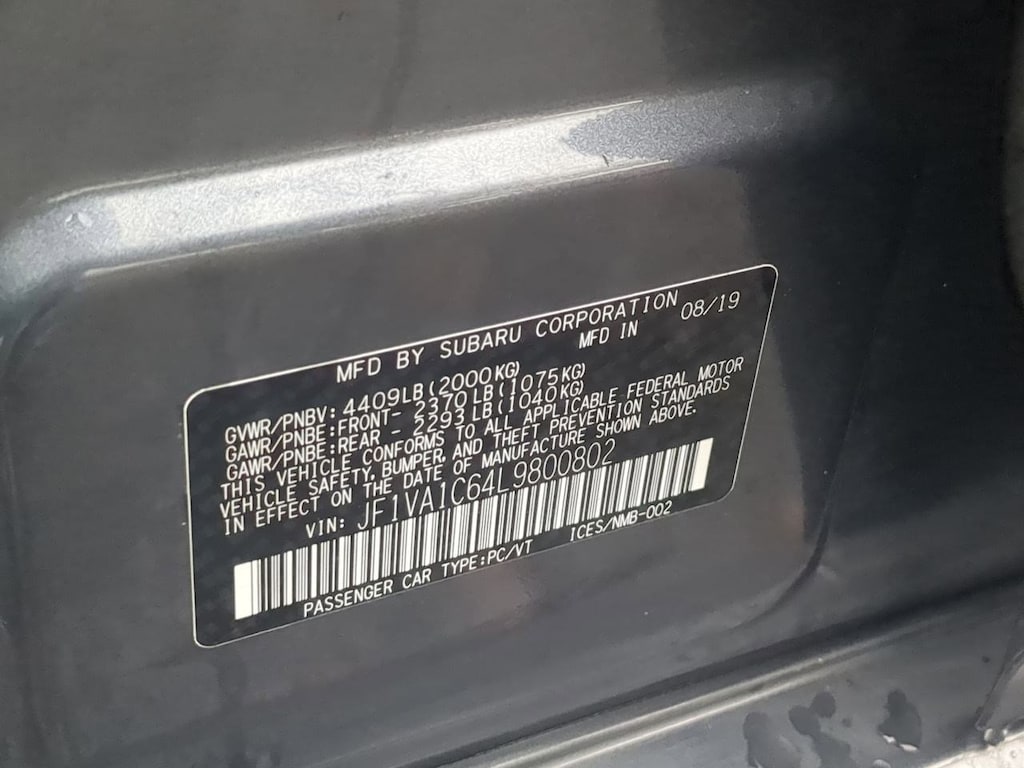 MFD BY SUBARU CORPORATION
MFD IN 08/19
GVWR/PNBV: 4409LB(2000KG)
GAWR/PNBE:FRONT- 2370LB(1075KG)
GAWR/PNBE:REAR - 2293LB(1040KG)
THIS VEHICLE CONFORMS TO ALL APPLICABLE FEDERAL MOTOR
VEHICLE SAFETY, BUMPER, AND THEFT PREVENTION STANDARDS
IN EFFECT ON THE DATE OF MANUFACTURE SHOWN ABOVE.
VIN: JF1VA1C64L9800802
PASSENGER CAR TYPE:PC/VT ICES/NMB-002